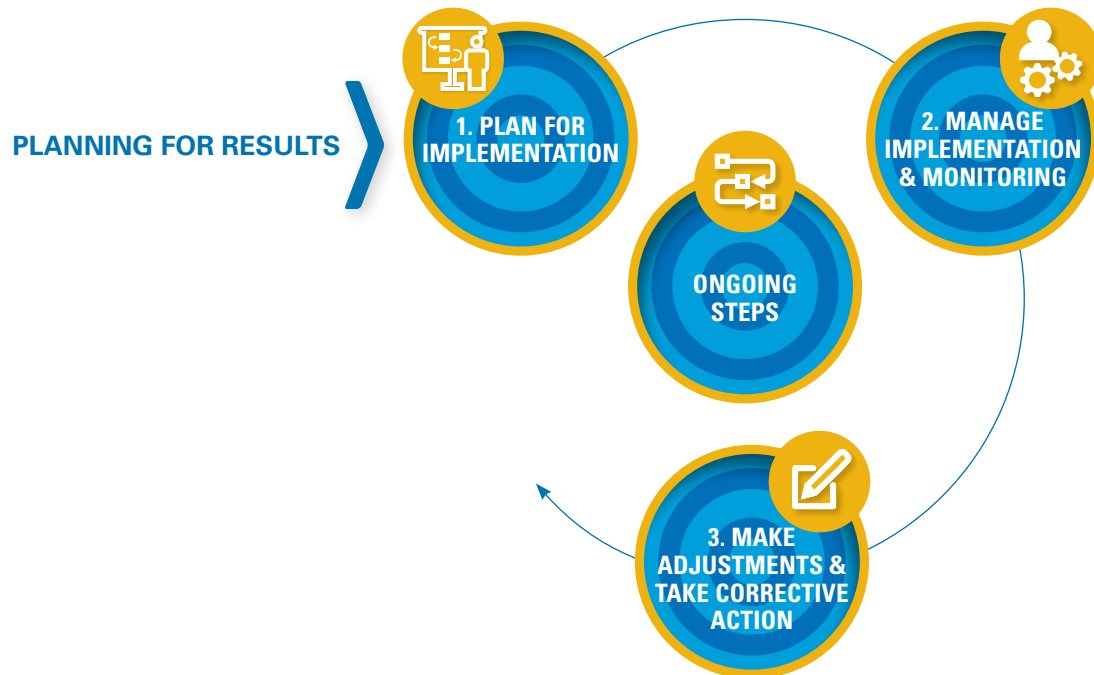 PLANNING FOR RESULTS
1. PLAN FOR
IMPLEMENTATION
2. MANAGE
IMPLEMENTATION
& MONITORING
ONGOING
STEPS
3. MAKE
ADJUSTMENTS &
TAKE CORRECTIVE
ACTION